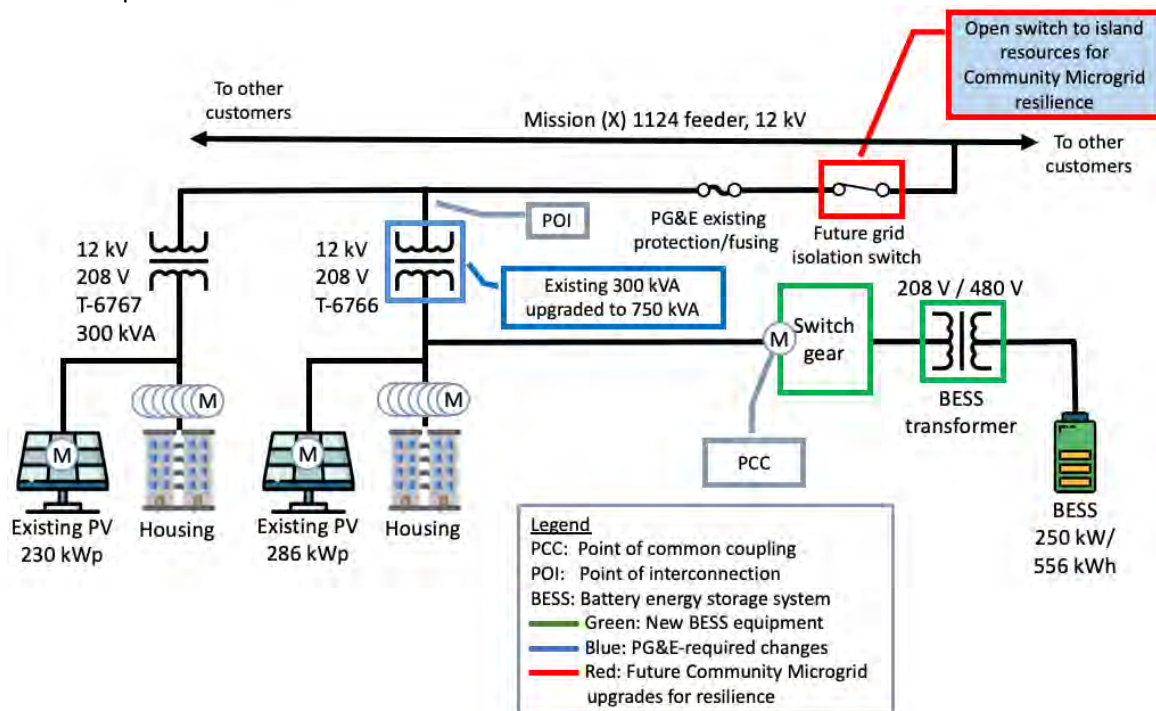 Open switch to island
resources for
Community Microgrid
resilience
To other
customers
Mission (X) 1124 feeder, 12 kV
To other
customers
POI
PG&E existing
protection/fusing
Future grid
isolation switch
12 kV
208 V
T-6767
300 kVA
12 kV
208 V
T-6766
Existing 300 kVA
upgraded to 750 kVA
208 V / 480 V
M
Switch
gear
BESS
transformer
M
M
M
M
PCC
Existing PV
230 kWp
Housing
Existing PV
286 kWp
Housing
BESS
250 kW/
556 kWh
Legend
PCC: Point of common coupling
POI: Point of interconnection
BESS: Battery energy storage system
Green: New BESS equipment
Blue: PG&E-required changes
Red: Future Community Microgrid
upgrades for resilience